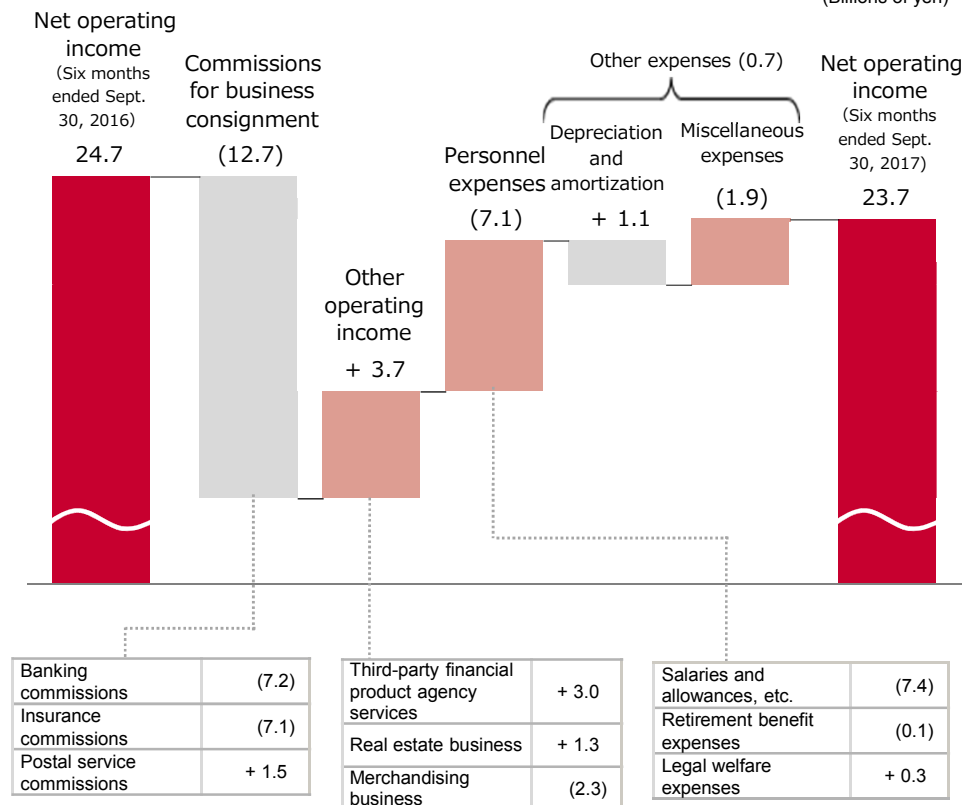 (Billions of yen)
Net operating
income
(Six months
ended Sept.
30, 2016)
24.7
Commissions
for business
consignment
(12.7)
Other
operating
income
+ 3.7
Personnel
expenses
(7.1)
Other expenses (0.7)
Depreciation
and
amortization
+ 1.1
Miscellaneous
expenses
(1.9)
Net operating
income
(Six months
ended Sept.
30, 2017)
23.7
Banking
commissions
(7.2)
Insurance
commissions
(7.1)
Postal service
commissions
+ 1.5
Third-party financial
product agency
services
+ 3.0
Real estate business
+ 1.3
Merchandising
business
(2.3)
Salaries and
allowances, etc.
(7.4)
Retirement benefit
expenses
(0.1)
Legal welfare
expenses
+ 0.3